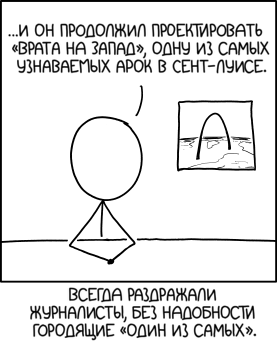 ...И ОН ПРОДОЛЖИЛ ПРОЕКТИРОВАТЬ
«ВРАТА НА ЗАПАД», ОДНУ ИЗ САМЫХ
УЗНАВАЕМЫХ АРОК В СЕНТ-ЛУИСЕ.
ВСЕГДА РАЗДРАЖАЛИ
ЖУРНАЛИСТЫ, БЕЗ НАДОБНОСТИ
ГОРОДЯЩИЕ «ОДИН ИЗ САМЫХ».